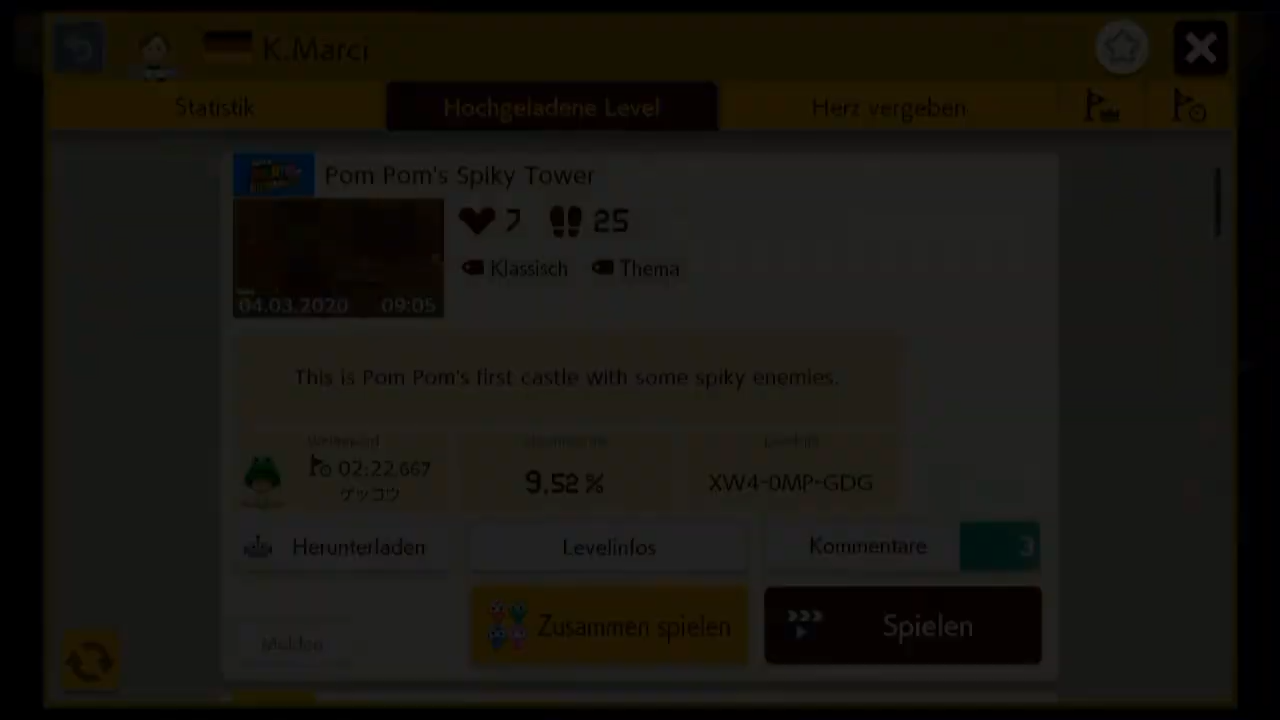 K.Marci
Statistik
Hochgeladene Level
Herz vergeben
Pom Pom's Spiky Tower
7
25
Klassisch
Thema
04.03.2020
09:05
This is Pom Pom's first castle with some spiky enemies.
02:22.667
ゲッコウ
9.52 %
XW4-0MP-GDG
Herunterladen
Levelinfos
Kommentare
3
Melden
Zusammen spielen
Spielen